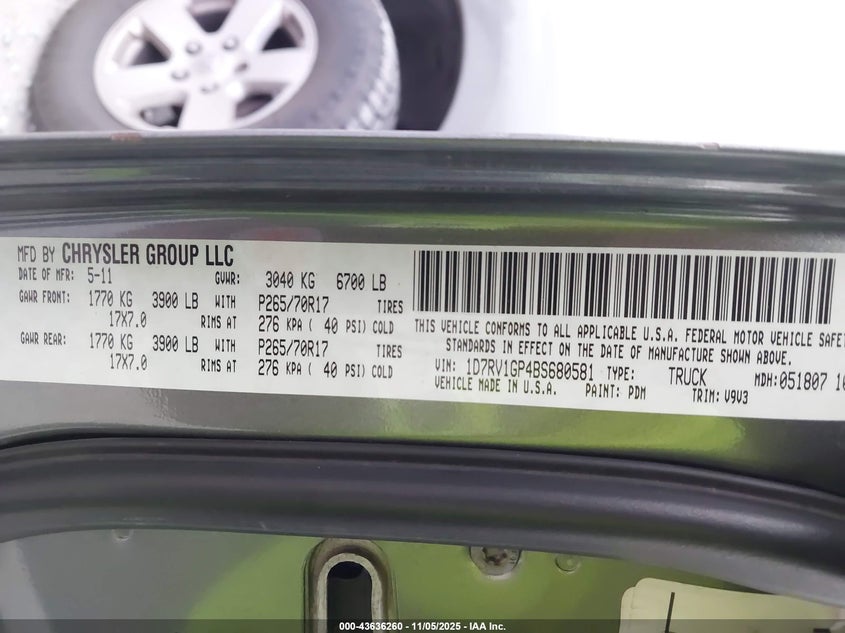 MFD BY CHRYSLER GROUP LLC
DATE OF MFR: 5-11 GVWR: 3040 KG 6700 LB
GAWR FRONT: 1770 KG 3900 LB WITH P265/70R17 TIRES
17X7.0 RIMS AT 276 KPA ( 40 PSI) COLD
GAWR REAR: 1770 KG 3900 LB WITH P265/70R17 TIRES
17X7.0 RIMS AT 276 KPA ( 40 PSI) COLD
THIS VEHICLE CONFORMS TO ALL APPLICABLE U.S.A. FEDERAL MOTOR VEHICLE SAFET
STANDARDS IN EFFECT ON THE DATE OF MANUFACTURE SHOWN ABOVE.
VIN: 1D7RV1GP4BS680581 TYPE: TRUCK MDH:051807 10
VEHICLE MADE IN U.S.A. PAINT: PDM TRIM: V9V3
000-43636260 - 11/05/2025 - IAA Inc.